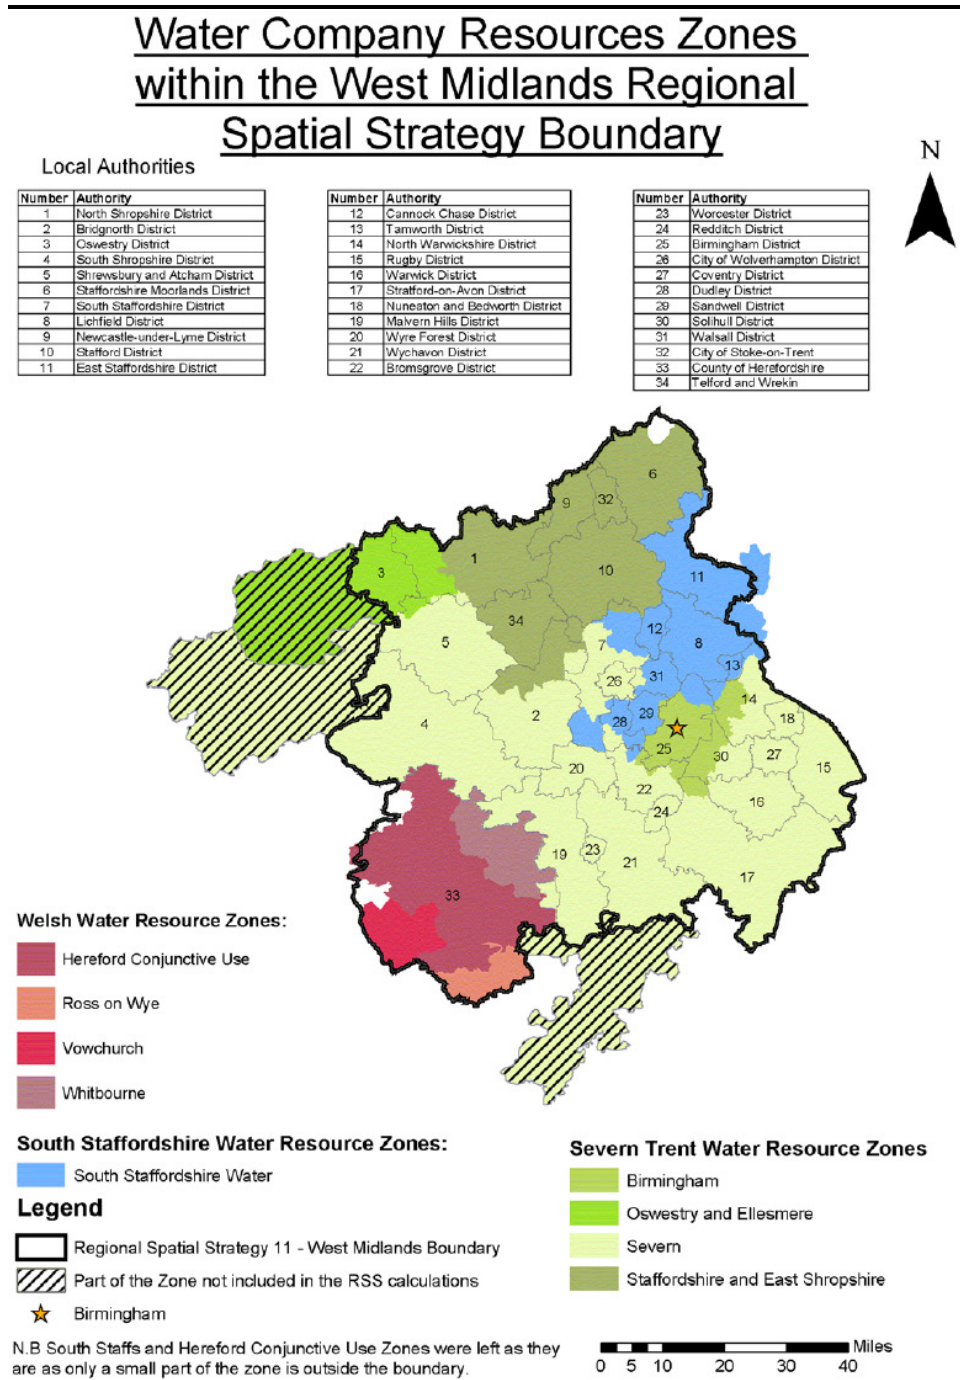 Water Company Resources Zones
within the West Midlands Regional
Spatial Strategy Boundary
N
Local Authorities
Number Authority
1 North Shropshire District
2 Bridgnorth District
3 Oswestry District
4 South Shropshire District
5 Shrewsbury and Atcham District
6 Staffordshire Moorlands District
7 South Staffordshire District
8 Lichfield District
9 Newcastle-under-Lyme District
10 Stafford District
11 East Staffordshire District
Number Authority
12 Cannock Chase District
13 Tamworth District
14 North Warwickshire District
15 Rugby District
16 Warwick District
17 Stratford-on-Avon District
18 Nuneaton and Bedworth District
19 Malvern Hills District
20 Wyre Forest District
21 Wychavon District
22 Bromsgrove District
Number Authority
23 Worcester District
24 Redditch District
25 Birmingham District
26 City of Wolverhampton District
27 Coventry District
28 Dudley District
29 Sandwell District
30 Solihull District
31 Walsall District
32 City of Stoke-on-Trent
33 County of Herefordshire
34 Telford and Wrekin
6
9
32
1
3
10
11
34
12
5
7
8
13
31
26
14
2
29
28
18
4
25
30
27
15
20
22
16
24
23
19
21
17
33
Welsh Water Resource Zones:
Hereford Conjunctive Use
Ross on Wye
Vowchurch
Whitbourne
South Staffordshire Water Resource Zones:
South Staffordshire Water
Legend
Regional Spatial Strategy 11 - West Midlands Boundary
Part of the Zone not included in the RSS calculations
Birmingham
N.B South Staffs and Hereford Conjunctive Use Zones were left as they
are as only a small part of the zone is outside the boundary.
Severn Trent Water Resource Zones
Birmingham
Oswestry and Ellesmere
Severn
Staffordshire and East Shropshire
Miles
0 5 10 20 30 40